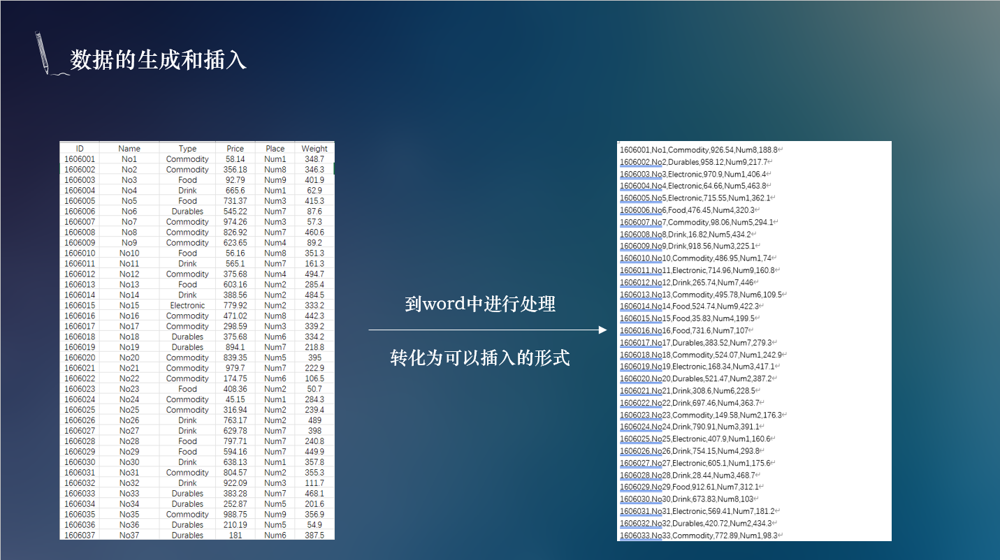 数据的生成和插入
ID Name Type Price Place Weight
1606001 No1 Commodity 58.14 Num1 348.7
1606002 No2 Commodity 356.18 Num8 346.3
1606003 No3 Food 92.79 Num9 401.9
1606004 No4 Drink 665.6 Num1 62.9
1606005 No5 Food 731.37 Num3 415.3
1606006 No6 Durables 545.22 Num7 87.6
1606007 No7 Commodity 974.26 Num3 57.3
1606008 No8 Commodity 826.92 Num7 460.6
1606009 No9 Commodity 623.65 Num4 89.2
1606010 No10 Food 56.16 Num8 351.3
1606011 No11 Drink 565.1 Num7 161.3
1606012 No12 Commodity 375.68 Num4 494.7
1606013 No13 Food 603.16 Num2 285.4
1606014 No14 Drink 388.56 Num2 484.5
1606015 No15 Electronic 779.92 Num2 333.2
1606016 No16 Commodity 471.02 Num8 442.3
1606017 No17 Commodity 298.59 Num3 339.2
1606018 No18 Durables 375.68 Num6 334.2
1606019 No19 Durables 894.1 Num7 218.8
1606020 No20 Commodity 839.35 Num5 395
1606021 No21 Commodity 979.7 Num7 222.9
1606022 No22 Commodity 174.75 Num6 106.5
1606023 No23 Food 408.36 Num2 50.7
1606024 No24 Commodity 45.15 Num1 284.3
1606025 No25 Commodity 316.94 Num2 239.4
1606026 No26 Drink 763.17 Num2 489
1606027 No27 Drink 629.78 Num7 398
1606028 No28 Food 797.71 Num7 240.8
1606029 No29 Food 594.16 Num7 449.9
1606030 No30 Drink 638.13 Num1 357.8
1606031 No31 Commodity 804.57 Num2 355.3
1606032 No32 Drink 922.09 Num3 111.7
1606033 No33 Durables 383.28 Num7 468.1
1606034 No34 Durables 252.87 Num5 201.6
1606035 No35 Commodity 988.75 Num9 356.9
1606036 No36 Durables 210.19 Num5 54.9
1606037 No37 Durables 181 Num6 387.5
到word中进行处理
转化为可以插入的形式
1606001,No1,Commodity,926.54,Num8,188.8
1606002,No2,Durables,958.12,Num9,217.7
1606003,No3,Electronic,970.9,Num1,406.4
1606004,No4,Electronic,64.66,Num5,463.8
1606005,No5,Electronic,715.55,Num1,362.1
1606006,No6,Food,476.45,Num4,320.3
1606007,No7,Commodity,98.06,Num5,294.1
1606008,No8,Drink,16.82,Num5,434.2
1606009,No9,Drink,918.56,Num3,225.1
1606010,No10,Commodity,486.95,Num1,74
1606011,No11,Electronic,714.96,Num9,160.8
1606012,No12,Drink,265.74,Num7,446
1606013,No13,Commodity,495.78,Num6,109.5
1606014,No14,Food,524.74,Num9,422.3
1606015,No15,Food,35.83,Num4,199.5
1606016,No16,Food,731.6,Num7,107
1606017,No17,Durables,383.52,Num7,279.3
1606018,No18,Commodity,524.07,Num1,242.9
1606019,No19,Electronic,168.34,Num3,417.1
1606020,No20,Durables,521.47,Num2,387.2
1606021,No21,Drink,308.6,Num6,228.5
1606022,No22,Drink,697.46,Num4,363.7
1606023,No23,Commodity,149.58,Num2,176.3
1606024,No24,Drink,790.91,Num3,391.1
1606025,No25,Electronic,407.9,Num1,160.6
1606026,No26,Drink,754.15,Num4,293.8
1606027,No27,Electronic,605.1,Num1,175.6
1606028,No28,Drink,28.44,Num3,468.7
1606029,No29,Food,912.61,Num7,312.1
1606030,No30,Drink,673.83,Num8,103
1606031,No31,Electronic,569.41,Num7,181.2
1606032,No32,Durables,420.72,Num2,434.3
1606033,No33,Commodity,772.89,Num1,98.3